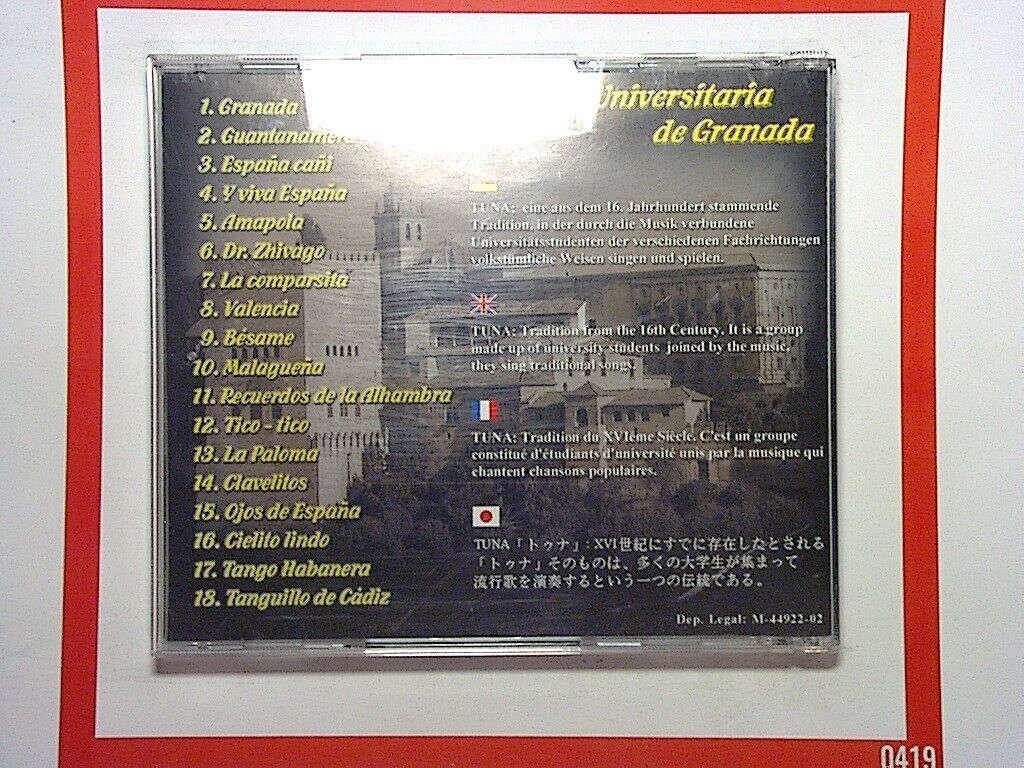 1. Granada
2. Guantanamera
3. España cañi
4. Y viva España
5. Amapola
6. Dr. Zhivago
7. La comparsita
8. Valencia
9. Bésame
10. Malagueña
11. Recuerdos de la Alhambra
12. Tico - tico
13. La Paloma
14. Clavelitos
15. Ojos de España
16. Cielito lindo
17. Tango Habanera
18. Tanguillo de Cádiz
Universitaria
de Granada
TUNA: eine aus dem 16. Jahrhundert stammende
Tradition, in der durch die Musik verbundene
Universitätsstudenten der verschiedenen Fachrichtungen
volkstümliche Weisen singen und spielen.
TUNA: Tradition from the 16th Century. It is a group
made up of university students joined by the music,
they sing traditional songs.
TUNA: Tradition du XVIéme Siècle. C'est un groupe
constitué d'étudiants d'université unis par la musique qui
chantent chansons populaires.
TUNA「トゥナ」: XVI世紀にすでに存在したとされる
「トゥナ」そのものは、多くの大学生が集まって
流行歌を演奏するという一つの伝統である。
Dep. Legal: M-44922-02
0419